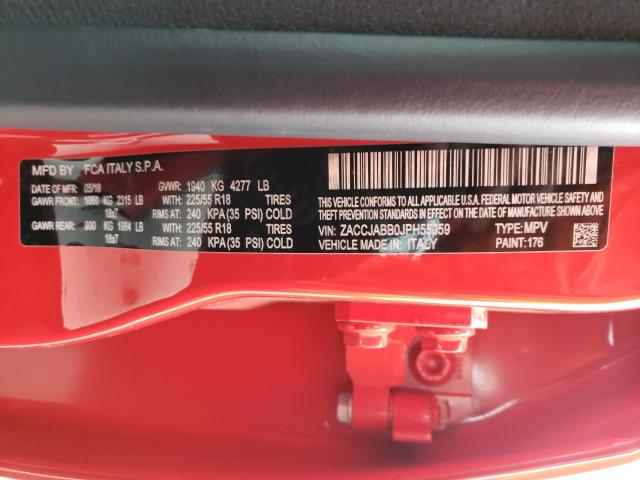 MFD BY FCA ITALY S.P.A.
DATE OF MFR 05/18 GVWR: 1940 KG 4277 LB
GAWR FRONT: 1050 KG 2315 LB WITH: 225/55 R18 TIRES
18x7 RIMS AT: 240 KPA(35 PSI) COLD
GAWR REAR: 900 KG 1984 LB WITH: 225/55 R18 TIRES
18x7 RIMS AT: 240 KPA(35 PSI) COLD
THIS VEHICLE CONFORMS TO ALL APPLICABLE U.S.A. FEDERAL MOTOR VEHICLE
SAFETY, BUMPER, AND THEFT PREVENTION STANDARDS IN EFFECT ON THE DATE OF MANUFACTURE SHOWN ABOVE
VIN: ZACCJABB0JPH55059 TYPE: MPV
VEHICLE MADE IN: ITALY PAINT: 176